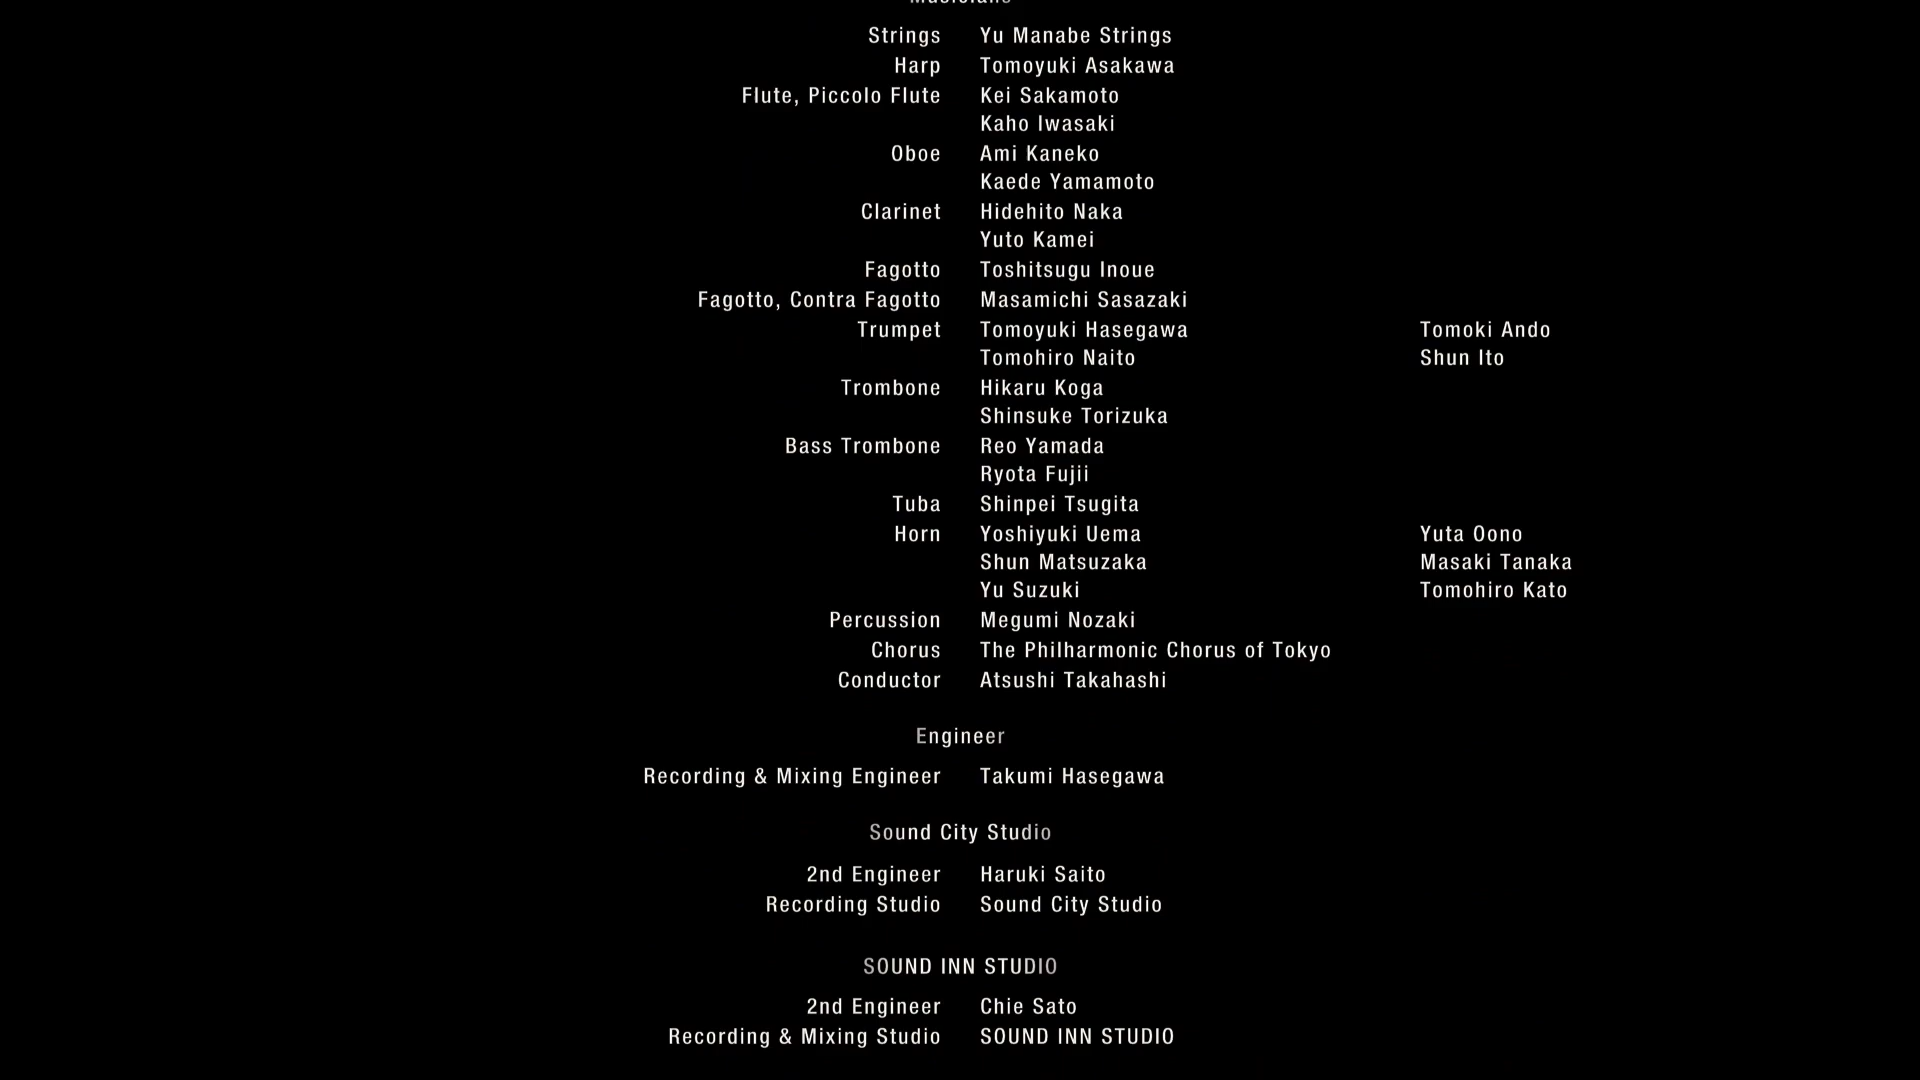 Musicians
Strings Yu Manabe Strings
Harp Tomoyuki Asakawa
Flute, Piccolo Flute Kei Sakamoto
Kaho Iwasaki
Oboe Ami Kaneko
Kaede Yamamoto
Clarinet Hidehito Naka
Yuto Kamei
Fagotto Toshitsugu Inoue
Fagotto, Contra Fagotto Masamichi Sasazaki
Trumpet Tomoyuki Hasegawa Tomoki Ando
Tomohiro Naito Shun Ito
Trombone Hikaru Koga
Shinsuke Torizuka
Bass Trombone Reo Yamada
Ryota Fujii
Tuba Shinpei Tsugita
Horn Yoshiyuki Uema Yuta Oono
Shun Matsuzaka Masaki Tanaka
Yu Suzuki Tomohiro Kato
Percussion Megumi Nozaki
Chorus The Philharmonic Chorus of Tokyo
Conductor Atsushi Takahashi
Engineer
Recording & Mixing Engineer Takumi Hasegawa
Sound City Studio
2nd Engineer Haruki Saito
Recording Studio Sound City Studio
SOUND INN STUDIO
2nd Engineer Chie Sato
Recording & Mixing Studio SOUND INN STUDIO